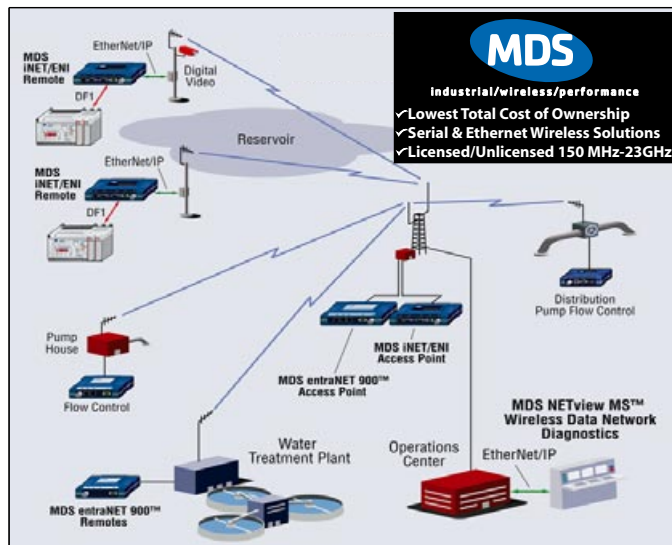 MDS
industrial/wireless/performance
✓Lowest Total Cost of Ownership
✓Serial & Ethernet Wireless Solutions
✓Licensed/Unlicensed 150 MHz-23GHz
MDS
iNET/ENI
Remote
EtherNet/IP
Digital
Video
DF1
Reservoir
MDS
iNET/ENI
Remote
EtherNet/IP
DF1
Pump
House
Flow Control
MDS iNET/ENI
Access Point
MDS entraNET 900™
Access Point
Distribution
Pump Flow Control
Water
Treatment Plant
MDS entraNET 900™
Remotes
Operations
Center
MDS NETview MS™
Wireless Data Network
Diagnostics
EtherNet/IP